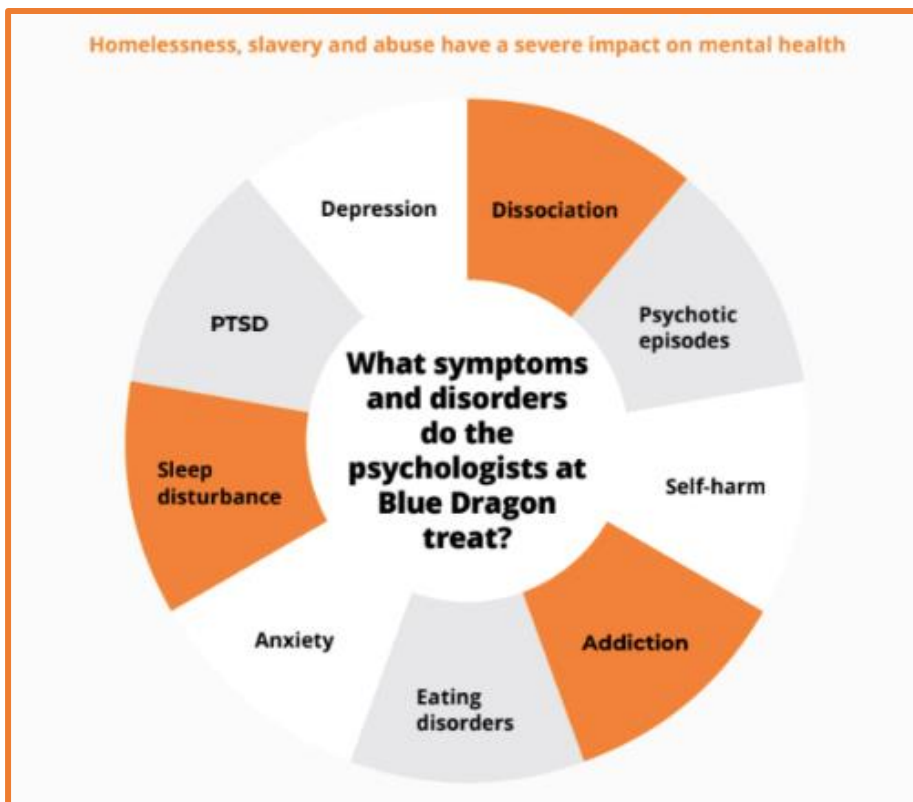 Homelessness, slavery and abuse have a severe impact on mental health
Depression
Dissociation
Psychotic
episodes
Self-harm
Addiction
Eating
disorders
Anxiety
Sleep
disturbance
PTSD
What symptoms
and disorders
do the
psychologists at
Blue Dragon
treat?